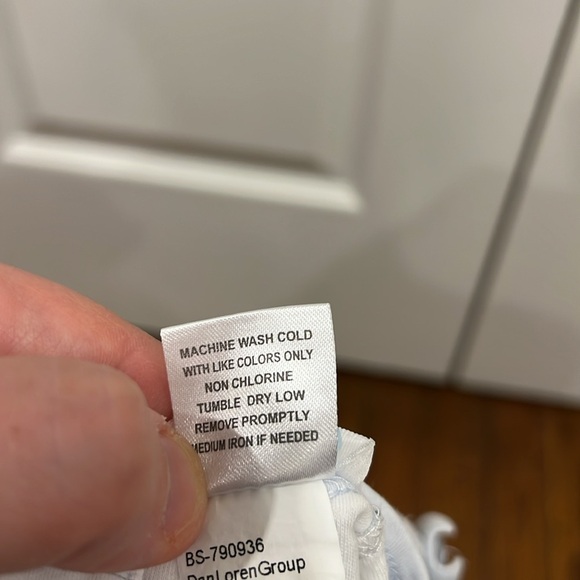 MACHINE WASH COLD
WITH LIKE COLORS ONLY
NON CHLORINE
TUMBLE DRY LOW
REMOVE PROMPTLY
MEDIUM IRON IF NEEDED
BS-790936
DanLorenGroup